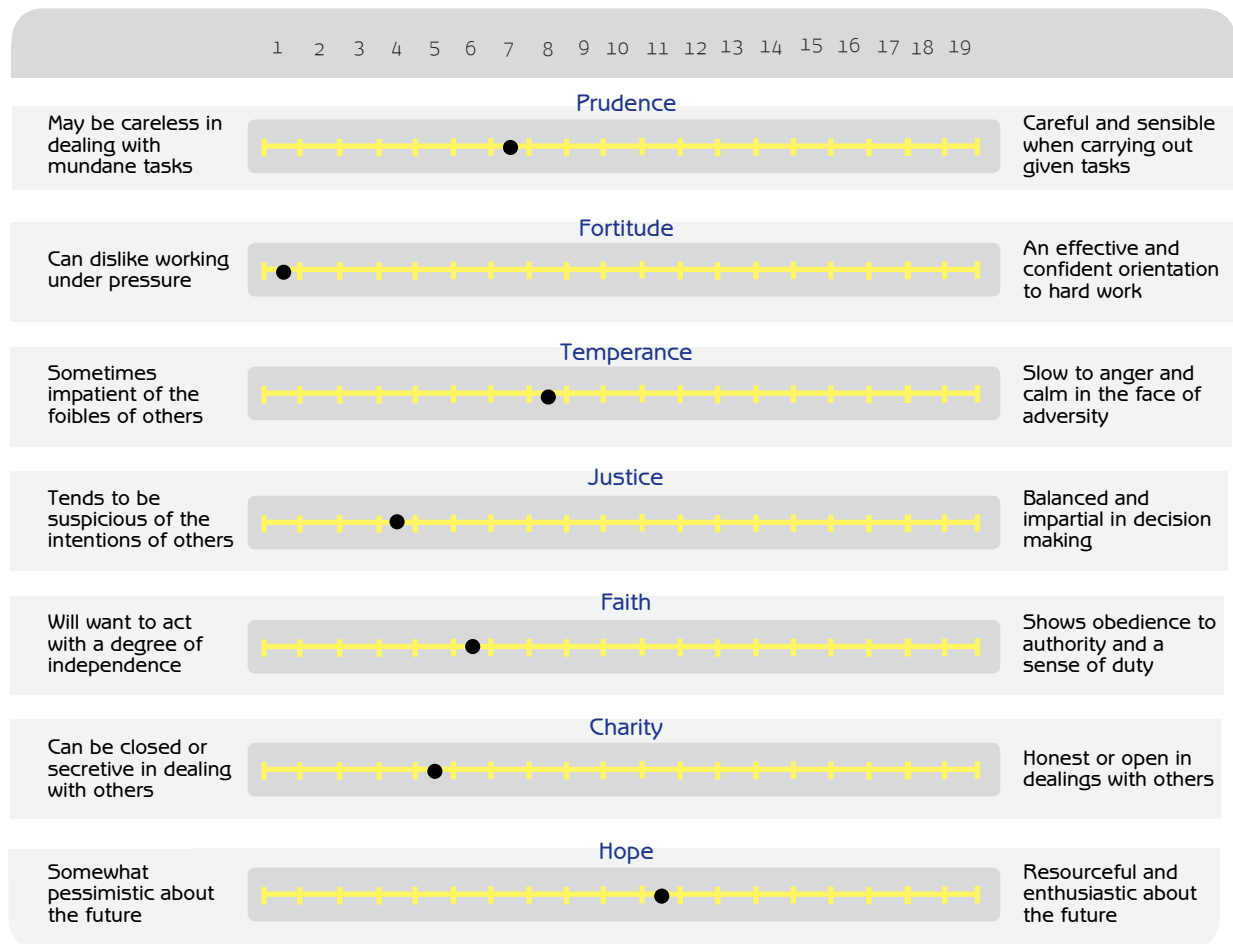 1 2 3 4 5 6 7 8 9 10 11 12 13 14 15 16 17 18 19
Prudence
May be careless in
dealing with
mundane tasks
Careful and sensible
when carrying out
given tasks
Fortitude
Can dislike working
under pressure
An effective and
confident orientation
to hard work
Temperance
Sometimes
impatient of the
foibles of others
Slow to anger and
calm in the face of
adversity
Justice
Tends to be
suspicious of the
intentions of others
Balanced and
impartial in decision
making
Faith
Will want to act
with a degree of
independence
Shows obedience to
authority and a
sense of duty
Charity
Can be closed or
secretive in dealing
with others
Honest or open in
dealings with others
Hope
Somewhat
pessimistic about
the future
Resourceful and
enthusiastic about
the future